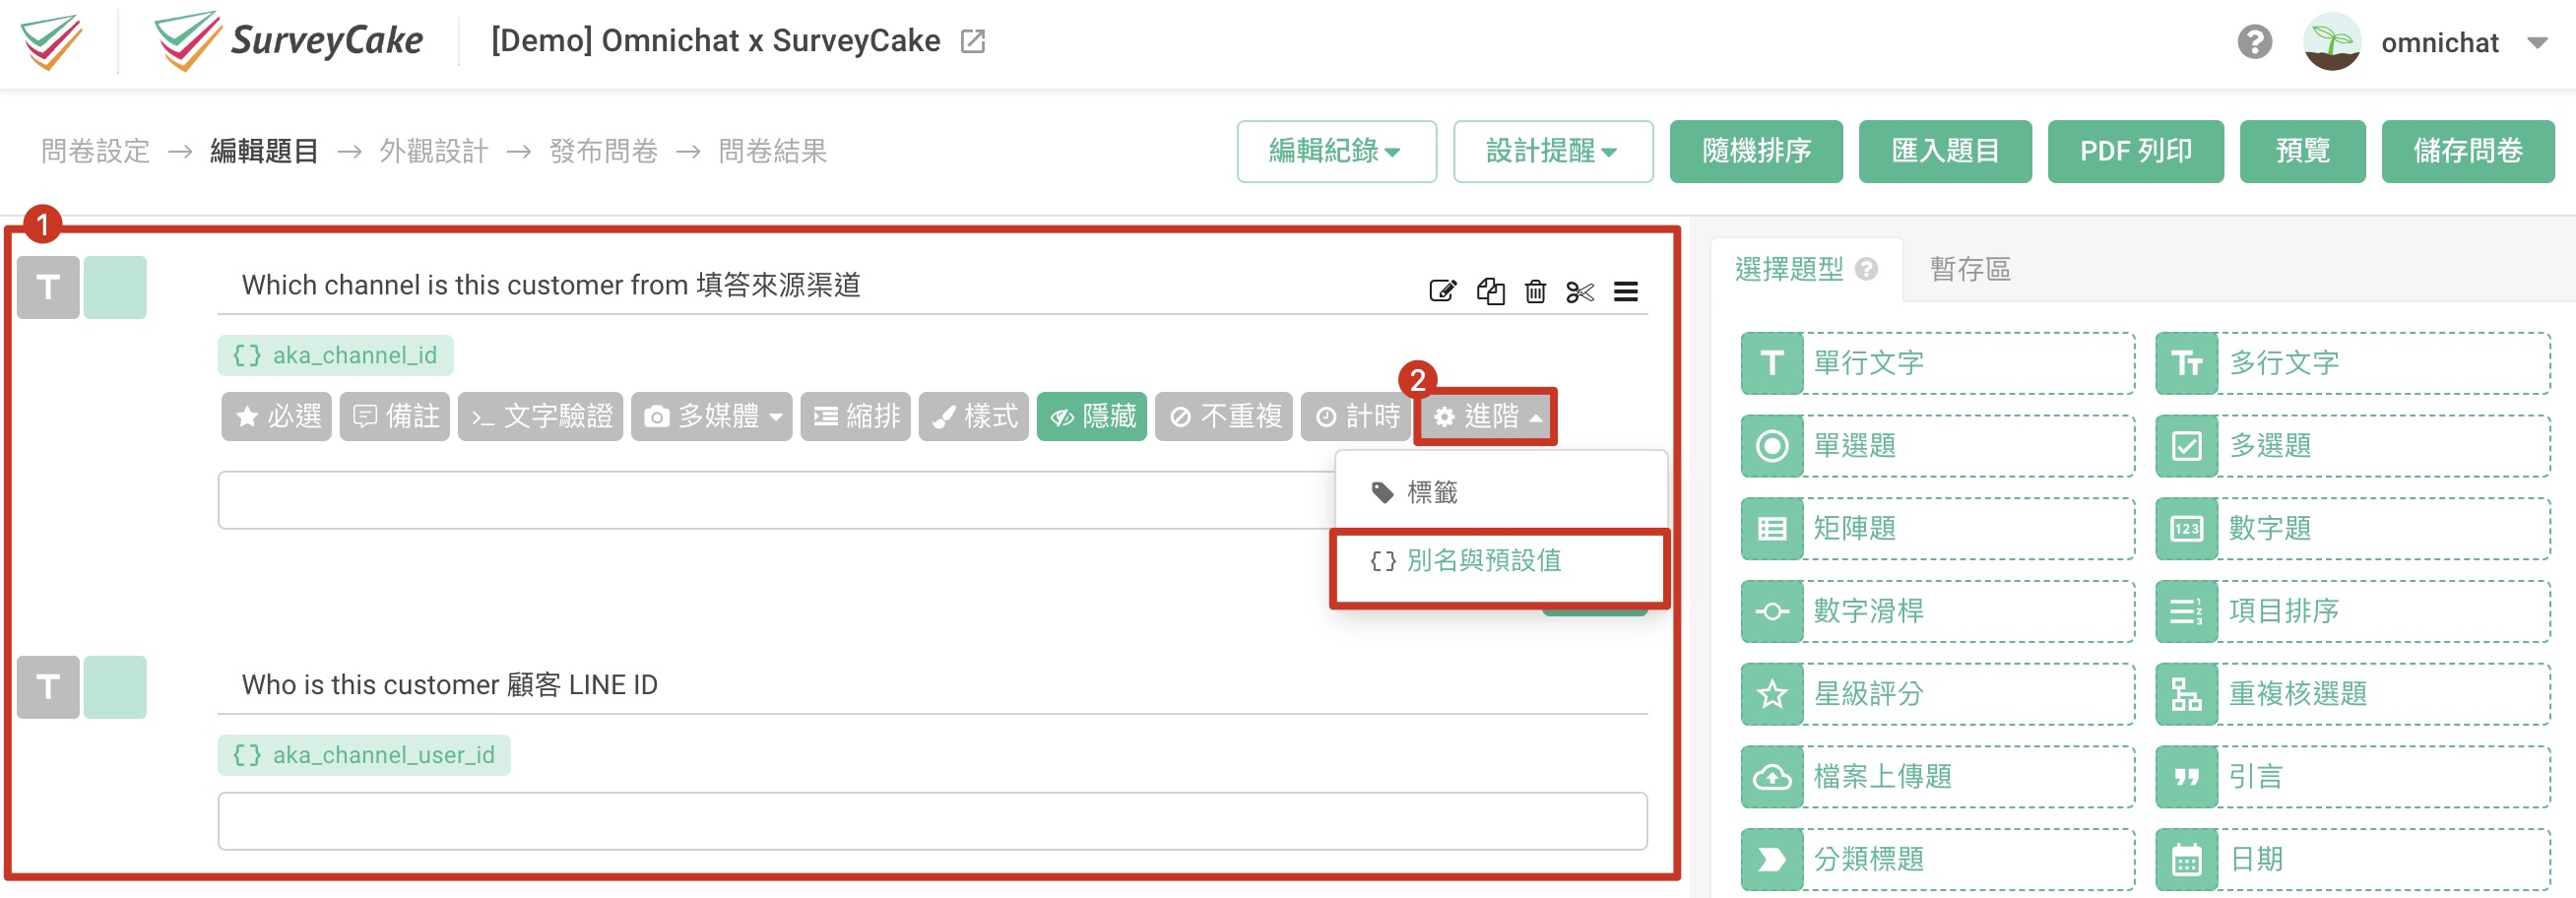 SurveyCake
[Demo] Omnichat x SurveyCake
omnichat
問卷設定 → 編輯題目 → 外觀設計 → 發布問卷 → 問卷結果
編輯紀錄
設計提醒
隨機排序
匯入題目
PDF 列印
預覽
儲存問卷
1
T
Which channel is this customer from 填答來源渠道
{} aka_channel_id
必選
備註
文字驗證
多媒體
縮排
樣式
隱藏
不重複
計時
2
進階
標籤
{} 別名與預設值
T
Who is this customer 顧客 LINE ID
{} aka_channel_user_id
選擇題型
暫存區
單行文字
多行文字
單選題
多選題
矩陣題
數字題
數字滑桿
項目排序
星級評分
重複核選題
檔案上傳題
引言
分類標題
日期